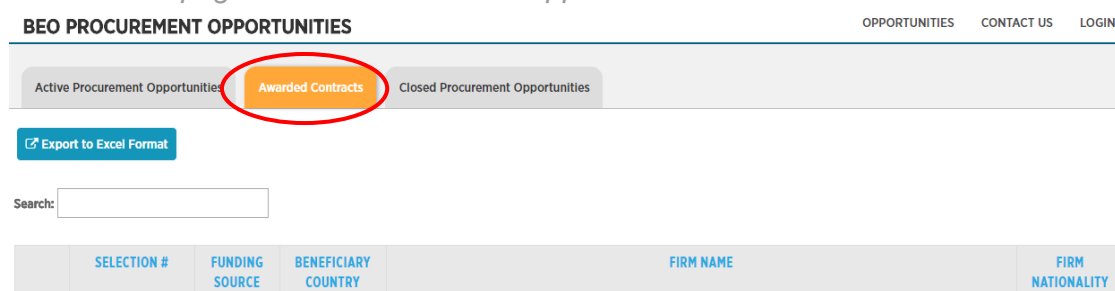 BEO PROCUREMENT OPPORTUNITIES
OPPORTUNITIES CONTACT US LOGIN
Active Procurement Opportunities Awarded Contracts Closed Procurement Opportunities
Export to Excel Format
Search:
SELECTION # FUNDING SOURCE BENEFICIARY COUNTRY FIRM NAME FIRM NATIONALITY